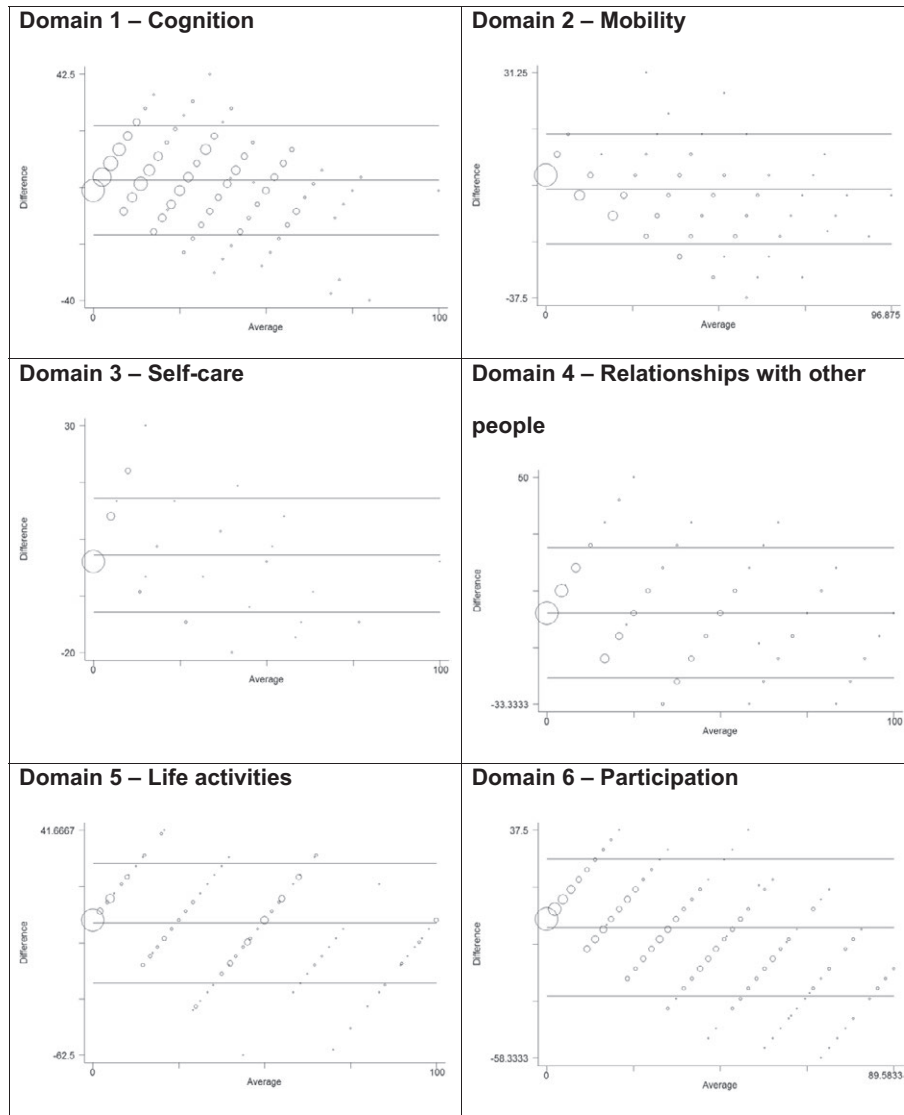 Domain 1 – Cognition
42.5
Difference
-40
0
100
Average
Domain 2 – Mobility
31.25
Difference
-37.5
0
96.875
Average
Domain 3 – Self-care
30
Difference
-20
0
100
Average
Domain 4 – Relationships with other
people
50
Difference
-33.3333
0
100
Average
Domain 5 – Life activities
41.6667
Difference
-62.5
0
100
Average
Domain 6 – Participation
37.5
Difference
-58.3333
0
89.5833
Average